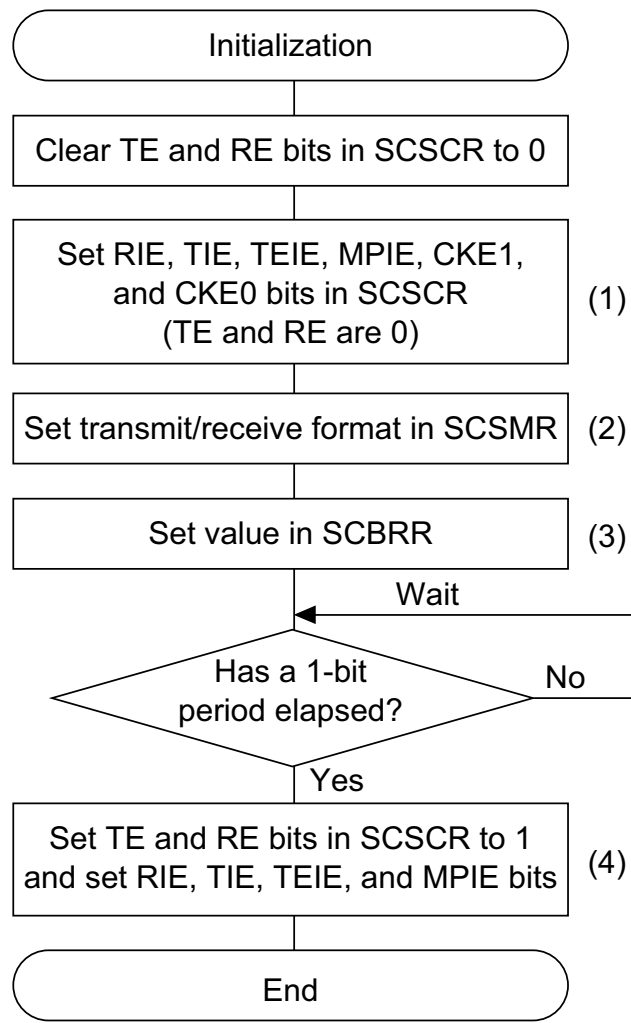 Initialization
Clear TE and RE bits in SCSCR to 0
Set RIE, TIE, TEIE, MPIE, CKE1,
and CKE0 bits in SCSCR
(TE and RE are 0)
(1)
Set transmit/receive format in SCSMR
(2)
Set value in SCBRR
(3)
Wait
Has a 1-bit
period elapsed?
No
Yes
Set TE and RE bits in SCSCR to 1
and set RIE, TIE, TEIE, and MPIE bits
(4)
End